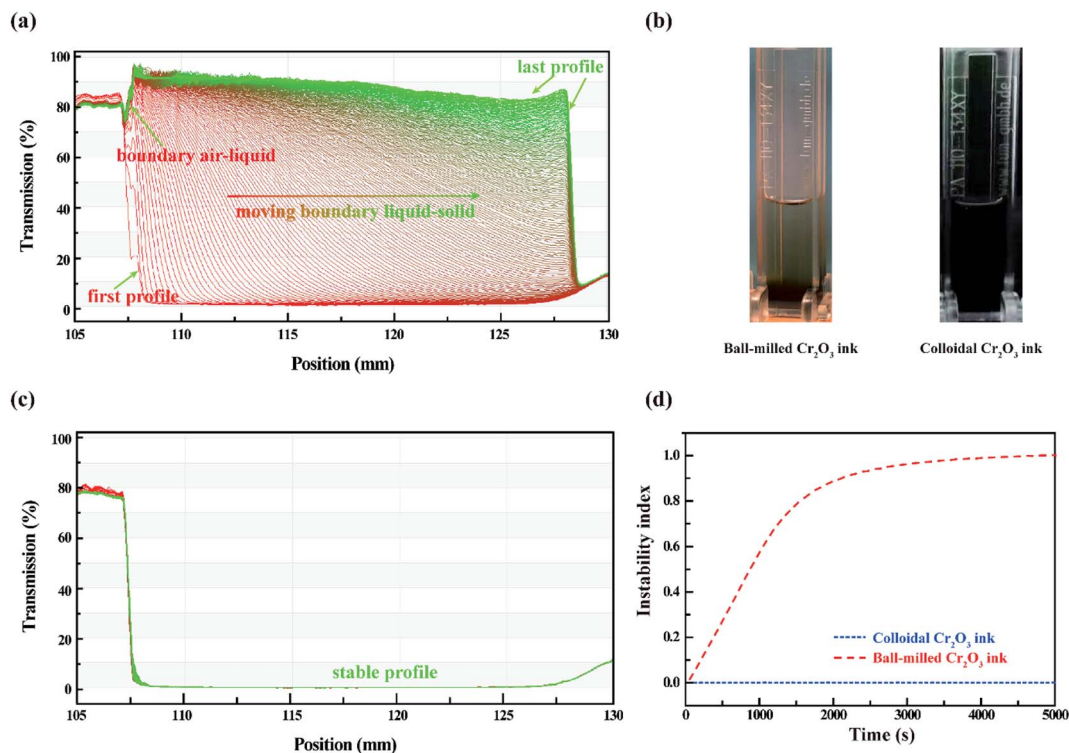 (a)
100
80
60
40
20
0
Transmission (%)
last profile
boundary air-liquid
moving boundary liquid-solid
first profile
105 110 115 120 125 130
Position (mm)
(b)
Ball-milled Cr₂O₃ ink
Colloidal Cr₂O₃ ink
(c)
100
80
60
40
20
0
Transmission (%)
stable profile
105 110 115 120 125 130
Position (mm)
(d)
1.0
0.8
0.6
0.4
0.2
0.0
Instability index
Colloidal Cr₂O₃ ink
Ball-milled Cr₂O₃ ink
0 1000 2000 3000 4000 5000
Time (s)